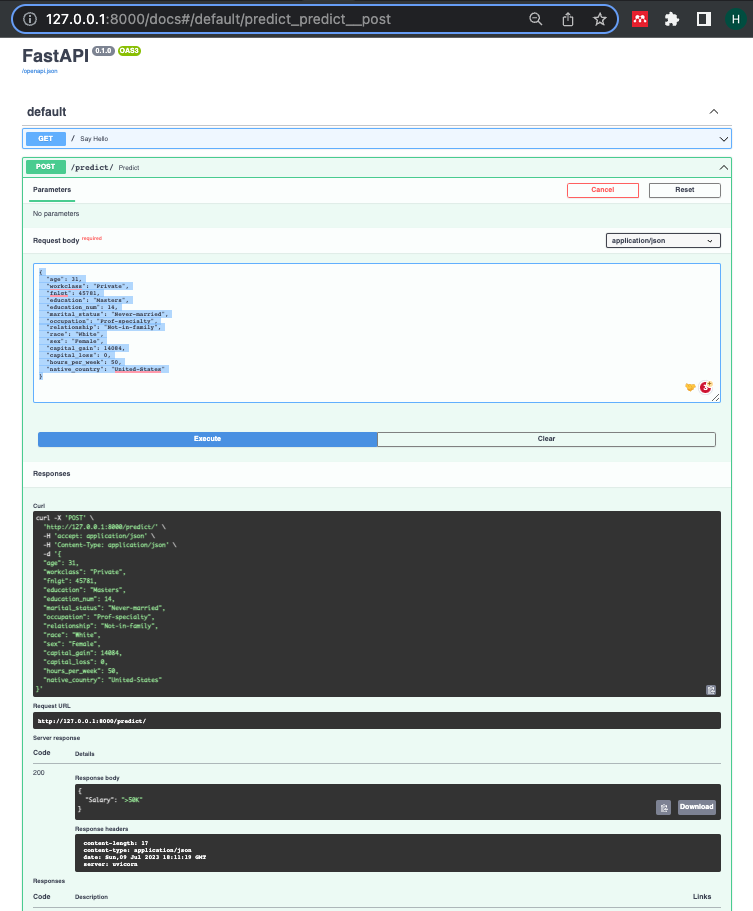 127.0.0.1:8000/docs#/default/predict_predict__post
H
FastAPI 0.1.0 OAS3
/openapi.json
default
GET / Say Hello
POST /predict/ Predict
Parameters Cancel Reset
No parameters
Request body required application/json
{
"age": 31,
"workclass": "Private",
"fnlgt": 45781,
"education": "Masters",
"education_num": 14,
"marital_status": "Never-married",
"occupation": "Prof-specialty",
"relationship": "Not-in-family",
"race": "White",
"sex": "Female",
"capital_gain": 14084,
"capital_loss": 0,
"hours_per_week": 50,
"native_country": "United-States"
}
Execute Clear
Responses
Curl
curl -X 'POST' \
'http://127.0.0.1:8000/predict/' \
-H 'accept: application/json' \
-H 'Content-Type: application/json' \
-d '{
"age": 31,
"workclass": "Private",
"fnlgt": 45781,
"education": "Masters",
"education_num": 14,
"marital_status": "Never-married",
"occupation": "Prof-specialty",
"relationship": "Not-in-family",
"race": "White",
"sex": "Female",
"capital_gain": 14084,
"capital_loss": 0,
"hours_per_week": 50,
"native_country": "United-States"
}'
Request URL
http://127.0.0.1:8000/predict/
Server response
Code Details
200
Response body
{
"Salary": ">50K"
}
Download
Response headers
content-length: 17
content-type: application/json
date: Sun,09 Jul 2023 18:11:19 GMT
server: uvicorn
Responses
Code Description Links